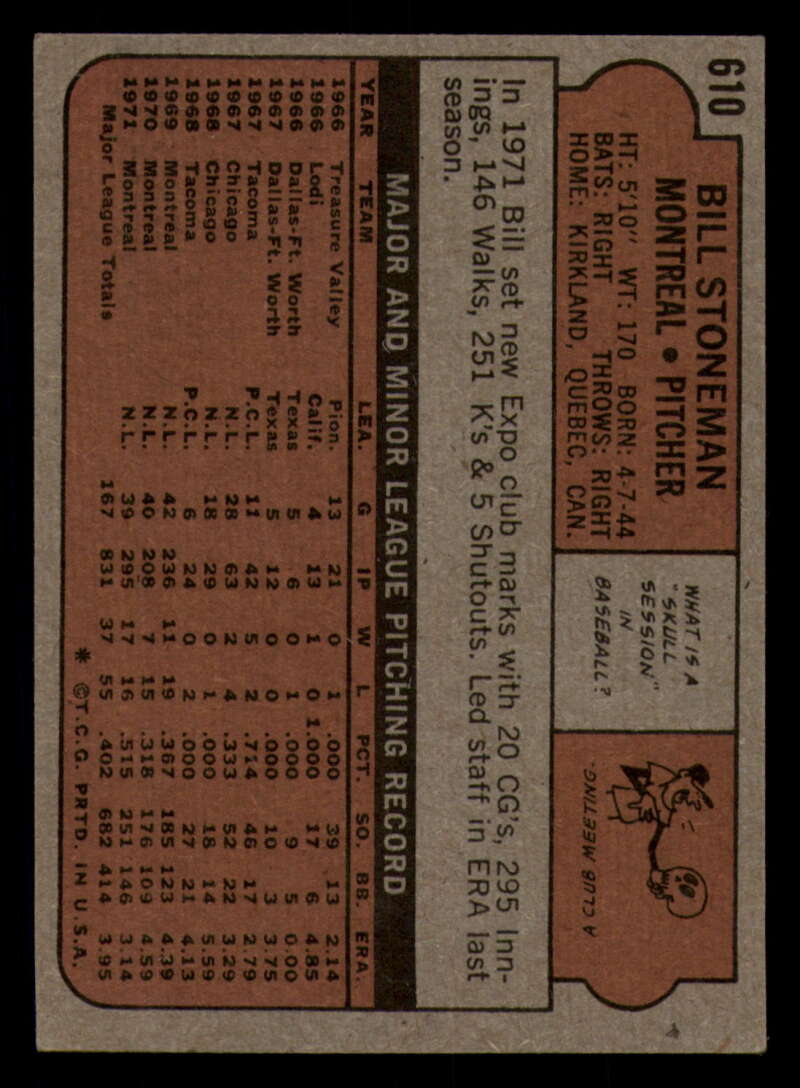 610
BILL STONEMAN
MONTREAL • PITCHER
HT: 5'10" WT: 170 BORN: 4-7-44
BATS: RIGHT THROWS: RIGHT
HOME: KIRKLAND, QUEBEC, CAN.
WHAT IS A
"SKULL
SESSION"
IN
BASEBALL?
A CLUB MEETING.
In 1971 Bill set new Expo club marks with 20 CG's, 295 Inn-
ings, 146 Walks, 251 K's & 5 Shutouts. Led staff in ERA last
season.
MAJOR AND MINOR LEAGUE PITCHING RECORD
YEAR TEAM LEA. G IP W L PCT. SO. BB. ERA.
1966 Treasure Valley Pion. 13 21 0 1 .000 39 13 2.14
1966 Lodi Calif. 4 13 1 0 1.000 17 6 4.85
1966 Dallas-Ft. Worth Texas 5 6 0 1 .000 9 5 0.00
1967 Dallas-Ft. Worth Texas 5 12 0 0 .000 10 3 3.75
1967 Tacoma P.C.L. 11 42 5 2 .714 46 17 2.79
1967 Chicago N.L. 28 63 2 4 .333 52 22 3.29
1968 Chicago N.L. 18 29 0 1 .000 18 14 5.59
1968 Tacoma P.C.L. 6 24 0 2 .000 27 21 4.13
1969 Montreal N.L. 42 236 11 19 .367 185 123 4.39
1970 Montreal N.L. 40 208 7 15 .318 176 109 4.59
1971 Montreal N.L. 39 295 17 16 .515 251 146 3.14
Major League Totals 167 831 37 55 .402 682 414 3.95
* ©T.C.G. PRTD. IN U.S.A.